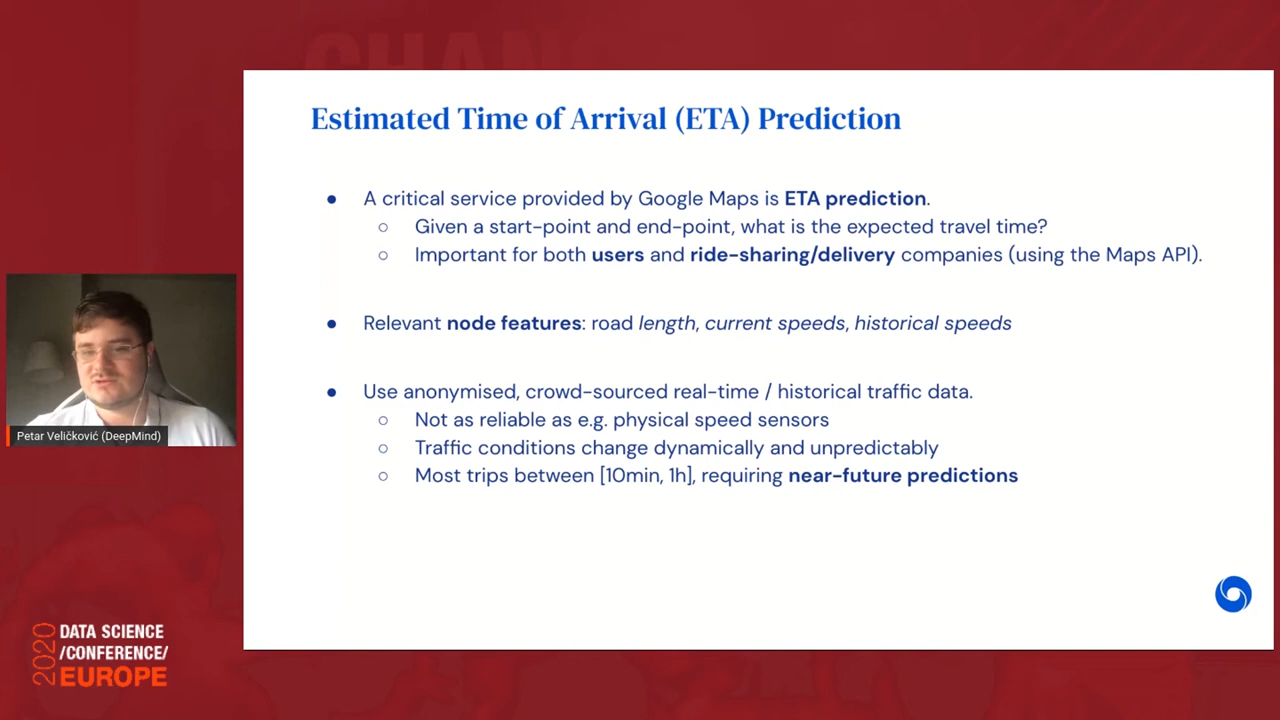 Estimated Time of Arrival (ETA) Prediction
● A critical service provided by Google Maps is ETA prediction.
○ Given a start-point and end-point, what is the expected travel time?
○ Important for both users and ride-sharing/delivery companies (using the Maps API).
● Relevant node features: road length, current speeds, historical speeds
● Use anonymised, crowd-sourced real-time / historical traffic data.
○ Not as reliable as e.g. physical speed sensors
○ Traffic conditions change dynamically and unpredictably
○ Most trips between [10min, 1h], requiring near-future predictions
Petar Veličković (DeepMind)
2020
DATA SCIENCE
/CONFERENCE/
EUROPE